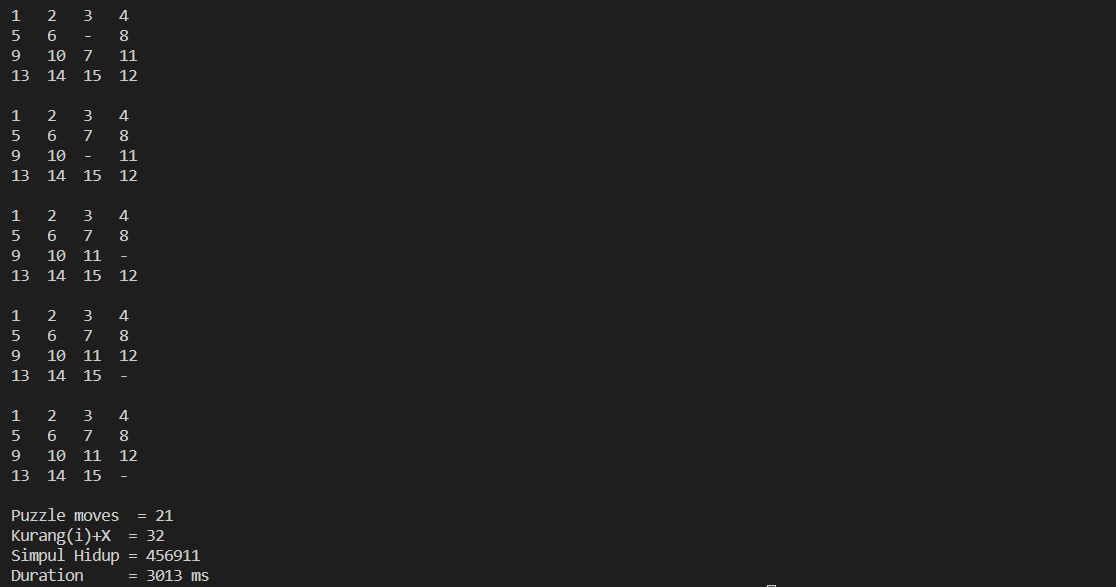 1 2 3 4
5 6 - 8
9 10 7 11
13 14 15 12
1 2 3 4
5 6 7 8
9 10 - 11
13 14 15 12
1 2 3 4
5 6 7 8
9 10 11 -
13 14 15 12
1 2 3 4
5 6 7 8
9 10 11 12
13 14 15 -
1 2 3 4
5 6 7 8
9 10 11 12
13 14 15 -
Puzzle moves = 21
Kurang(i)+X = 32
Simpul Hidup = 456911
Duration = 3013 ms